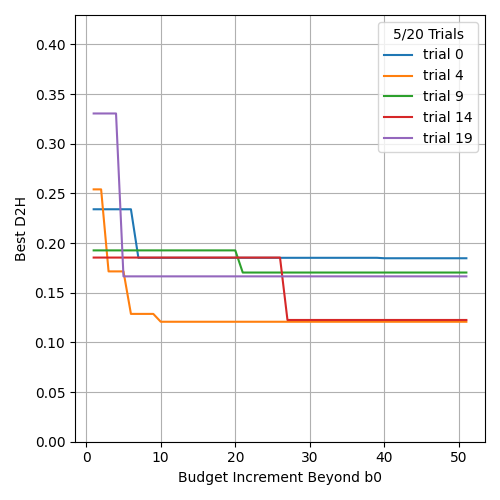 5/20 Trials
trial 0
trial 4
trial 9
trial 14
trial 19
Best D2H
0.40
0.35
0.30
0.25
0.20
0.15
0.10
0.05
0.00
0 10 20 30 40 50
Budget Increment Beyond b0